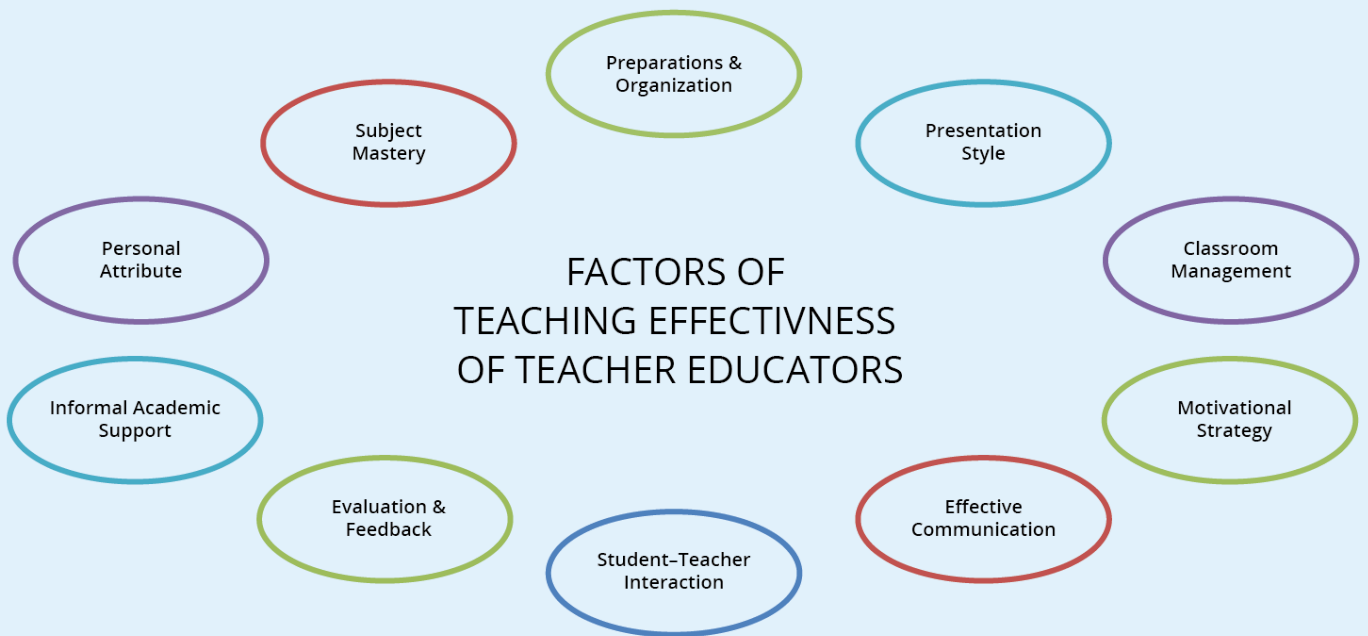 Preparations &
Organization
Subject
Mastery
Presentation
Style
Personal
Attribute
Classroom
Management
FACTORS OF
TEACHING EFFECTIVNESS
OF TEACHER EDUCATORS
Informal Academic
Support
Motivational
Strategy
Evaluation &
Feedback
Effective
Communication
Student–Teacher
Interaction